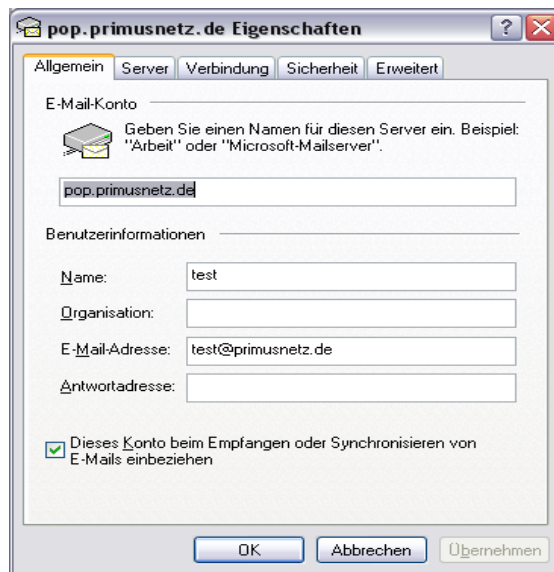 pop.primusnetz.de Eigenschaften
Allgemein Server Verbindung Sicherheit Erweitert
E-Mail-Konto
Geben Sie einen Namen für diesen Server ein. Beispiel:
"Arbeit" oder "Microsoft-Mailserver".
pop.primusnetz.de
Benutzerinformationen
Name: test
Organisation:
E-Mail-Adresse: test@primusnetz.de
Antwortadresse:
Dieses Konto beim Empfangen oder Synchronisieren von
E-Mails einbeziehen
OK Abbrechen Übernehmen